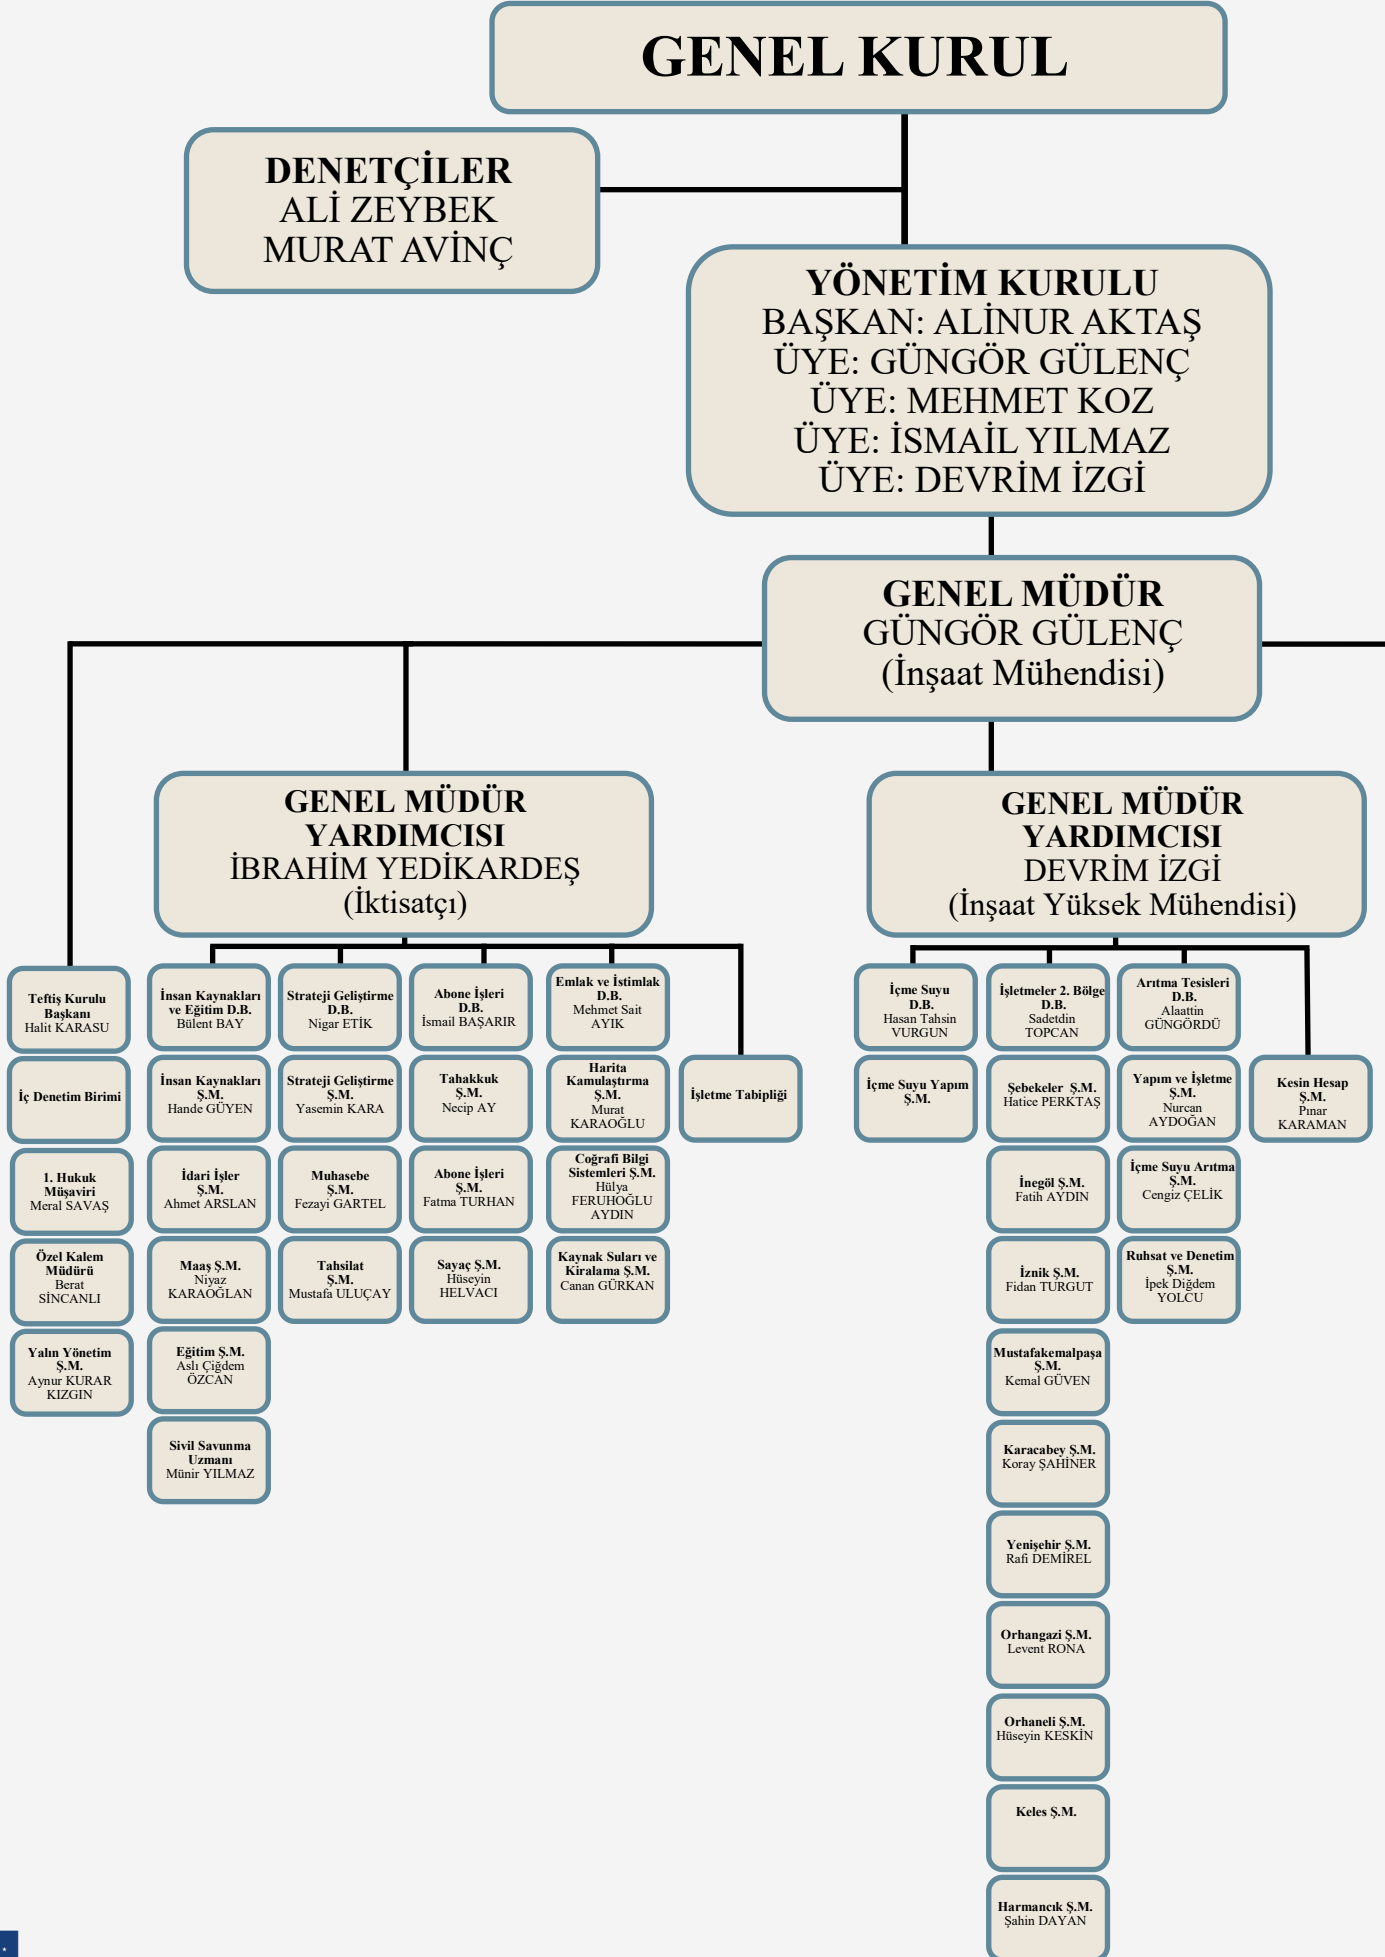 GENEL KURUL
DENETÇİLER
ALİ ZEYBEK
MURAT AVİNÇ
YÖNETİM KURULU
BAŞKAN: ALİNUR AKTAŞ
ÜYE: GÜNGÖR GÜLENÇ
ÜYE: MEHMET KOZ
ÜYE: İSMAİL YILMAZ
ÜYE: DEVRİM İZGİ
GENEL MÜDÜR
GÜNGÖR GÜLENÇ
(İnşaat Mühendisi)
GENEL MÜDÜR
YARDIMCISI
İBRAHİM YEDİKARDEŞ
(İktisatçı)
GENEL MÜDÜR
YARDIMCISI
DEVRİM İZGİ
(İnşaat Yüksek Mühendisi)
Teftiş Kurulu
Başkanı
Halit KARASU
İç Denetim Birimi
1. Hukuk
Müşaviri
Meral SAVAŞ
Özel Kalem
Müdürü
Berat
SİNCANLI
Yalın Yönetim
Ş.M.
Aynur KURAR
KIZGIN
İnsan Kaynakları
ve Eğitim D.B.
Bülent BAY
İnsan Kaynakları
Ş.M.
Hande GÜYEN
İdari İşler
Ş.M.
Ahmet ARSLAN
Maaş Ş.M.
Niyaz
KARAOĞLAN
Eğitim Ş.M.
Aslı Çiğdem
ÖZCAN
Sivil Savunma
Uzmanı
Münir YILMAZ
Strateji Geliştirme
D.B.
Nigar ETİK
Strateji Geliştirme
Ş.M.
Yasemin KARA
Muhasebe
Ş.M.
Fezayi GARTEL
Tahsilat
Ş.M.
Mustafa ULUÇAY
Abone İşleri
D.B.
İsmail BAŞARIR
Tahakkuk
Ş.M.
Necip AY
Abone İşleri
Ş.M.
Fatma TURHAN
Sayaç Ş.M.
Hüseyin
HELVACI
Emlak ve İstimlak
D.B.
Mehmet Sait
AYIK
Harita
Kamulaştırma
Ş.M.
Murat
KARAOĞLU
Coğrafi Bilgi
Sistemleri Ş.M.
Hülya
FERUHOĞLU
AYDIN
Kaynak Suları ve
Kiralama Ş.M.
Canan GÜRKAN
İşletme Tabipliği
İçme Suyu
D.B.
Hasan Tahsin
VURGUN
İçme Suyu Yapım
Ş.M.
İşletmeler 2. Bölge
D.B.
Sadetdin
TOPCAN
Şebekeler Ş.M.
Hatice PERKTAŞ
İnegöl Ş.M.
Fatih AYDIN
İznik Ş.M.
Fidan TURGUT
Mustafakemalpaşa
Ş.M.
Kemal GÜVEN
Karacabey Ş.M.
Koray ŞAHİNER
Yenişehir Ş.M.
Rafi DEMİREL
Orhangazi Ş.M.
Levent RONA
Orhaneli Ş.M.
Hüseyin KESKİN
Keles Ş.M.
Harmancık Ş.M.
Şahin DAYAN
Arıtma Tesisleri
D.B.
Alaattin
GÜNGÖRDÜ
Yapım ve İşletme
Ş.M.
Nurcan
AYDOĞAN
İçme Suyu Arıtma
Ş.M.
Cengiz ÇELİK
Ruhsat ve Denetim
Ş.M.
İpek Diğdem
YOLCU
Kesin Hesap
Ş.M.
Pınar
KARAMAN